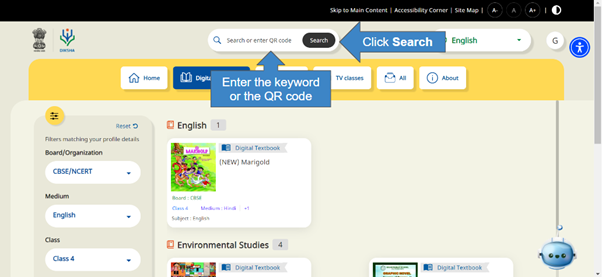 Skip to Main Content | Accessibility Corner | Site Map | A- A A+
DIKSHA
Search or enter QR code
Search
Click Search
English
G
Home
Digital
TV classes
All
About
Enter the keyword
or the QR code
Reset
Filters matching your profile details
Board/Organization
CBSE/NCERT
Medium
English
Class
Class 4
English 1
Digital Textbook
(NEW) Marigold
MARIGOLD
Board : CBSE
Class 4 Medium : Hindi +1
Subject : English
Environmental Studies 4
Digital Textbook
Digital Textbook